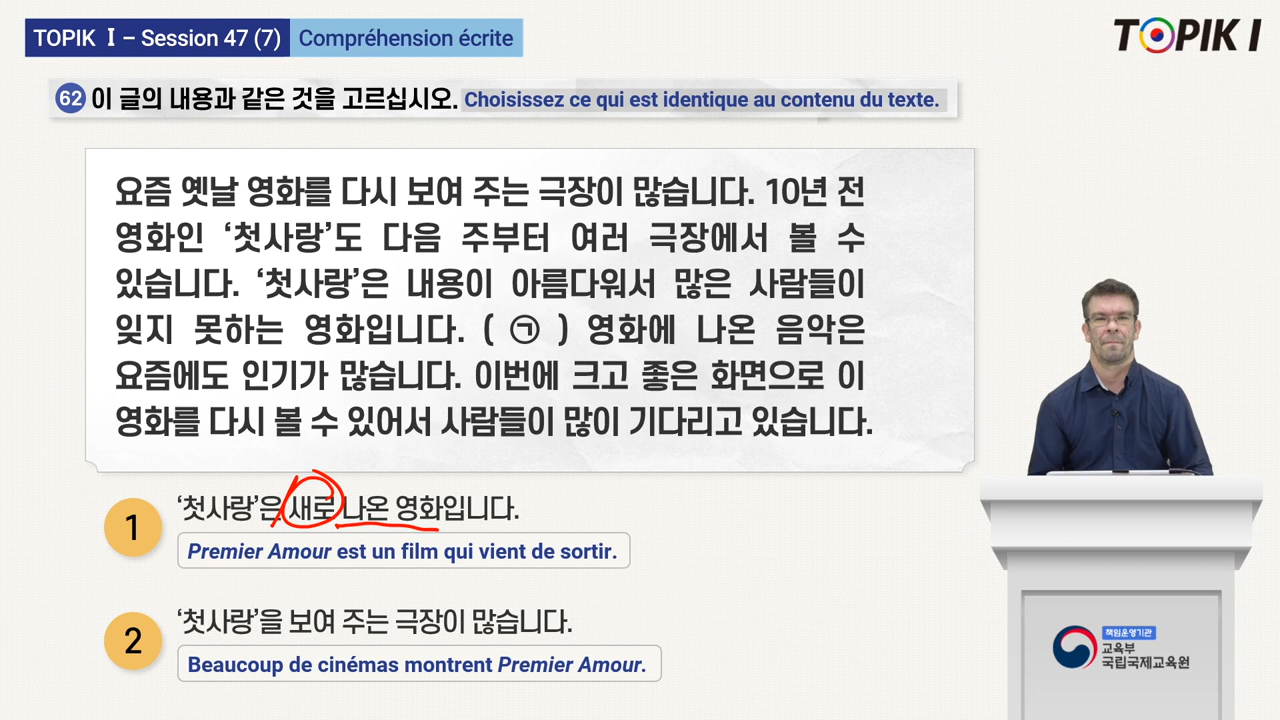 TOPIK Ⅰ – Session 47 (7) Compréhension écrite
TOPIK I
62 이 글의 내용과 같은 것을 고르십시오. Choisissez ce qui est identique au contenu du texte.
요즘 옛날 영화를 다시 보여 주는 극장이 많습니다. 10년 전
영화인 ‘첫사랑’도 다음 주부터 여러 극장에서 볼 수
있습니다. ‘첫사랑’은 내용이 아름다워서 많은 사람들이
잊지 못하는 영화입니다. ( ㉠ ) 영화에 나온 음악은
요즘에도 인기가 많습니다. 이번에 크고 좋은 화면으로 이
영화를 다시 볼 수 있어서 사람들이 많이 기다리고 있습니다.
1 ‘첫사랑’은 새로 나온 영화입니다.
Premier Amour est un film qui vient de sortir.
2 ‘첫사랑’을 보여 주는 극장이 많습니다.
Beaucoup de cinémas montrent Premier Amour.
책임운영기관
교육부
국립국제교육원